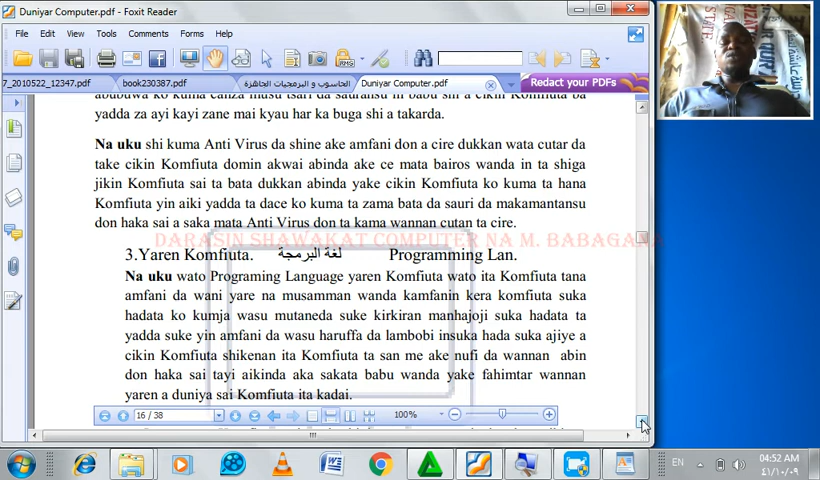 Duniyar Computer.pdf - Foxit Reader
File Edit View Tools Comments Forms Help
7_2010522_12347.pdf book230387.pdf الحاسوب و البرمجيات الجاهزة Duniyar Computer.pdf Redact your PDFs
yadda za ayi kayi zane mai kyau har ka buga shi a takarda.
Na uku shi kuma Anti Virus da shine ake amfani don a cire dukkan wata cutar da
take cikin Komfiuta domin akwai abinda ake ce mata bairos wanda in ta shiga
jikin Komfiuta sai ta bata dukkan abinda yake cikin Komfiuta ko kuma ta hana
Komfiuta yin aiki yadda ta dace ko kuma ta zama bata da sauri da makamantansu
don haka sai a saka mata Anti Virus don ta kama wannan cutan ta cire.
DARASIN SHAWAKAT COMPUTER NA M. BABAGANA
3.Yaren Komfiuta. لغة البرمجة Programming Lan.
Na uku wato Programing Language yaren Komfiuta wato ita Komfiuta tana
amfani da wani yare na musamman wanda kamfanin kera komfiuta suka
hadata ko kumja wasu mutaneda suke kirkiran manhajoji suka hadata ta
yadda suke yin amfani da wasu haruffa da lambobi insuka hada suka ajiye a
cikin Komfiuta shikenan ita Komfiuta ta san me ake nufi da wannan abin
don haka sai tayi aikinda aka sakata babu wanda yake fahimtar wannan
yaren a duniya sai Komfiuta ita kadai.
16 / 38 100%
EN 04:52 AM
٤١/١٠/٠٩